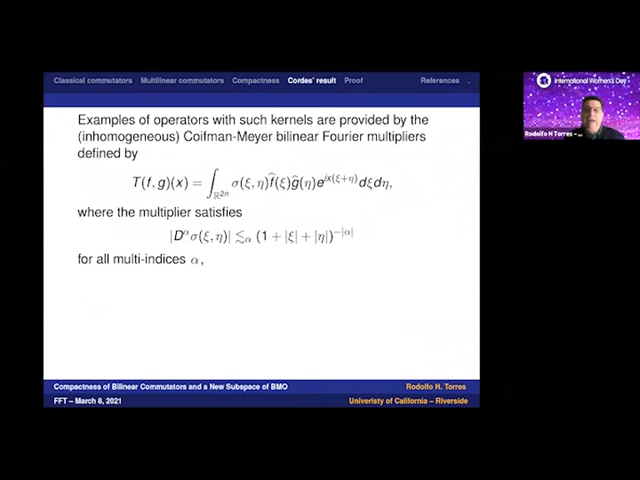 Classical commutators Multilinear commutators Compactness Cordes' result Proof References .
Examples of operators with such kernels are provided by the
(inhomogeneous) Coifman-Meyer bilinear Fourier multipliers
defined by
T(f, g)(x) = ∫_{ℝ^{2n}} σ(ξ, η) f̂(ξ) ĝ(η) e^{ix(ξ+η)} dξdη,
where the multiplier satisfies
|D^α σ(ξ, η)| ≲_α (1 + |ξ| + |η|)^{-|α|}
for all multi-indices α,
Compactness of Bilinear Commutators and a New Subspace of BMO Rodolfo H. Torres
FFT – March 8, 2021 Univeristy of California – Riverside
International Women's Day
Rodolfo H Torres -